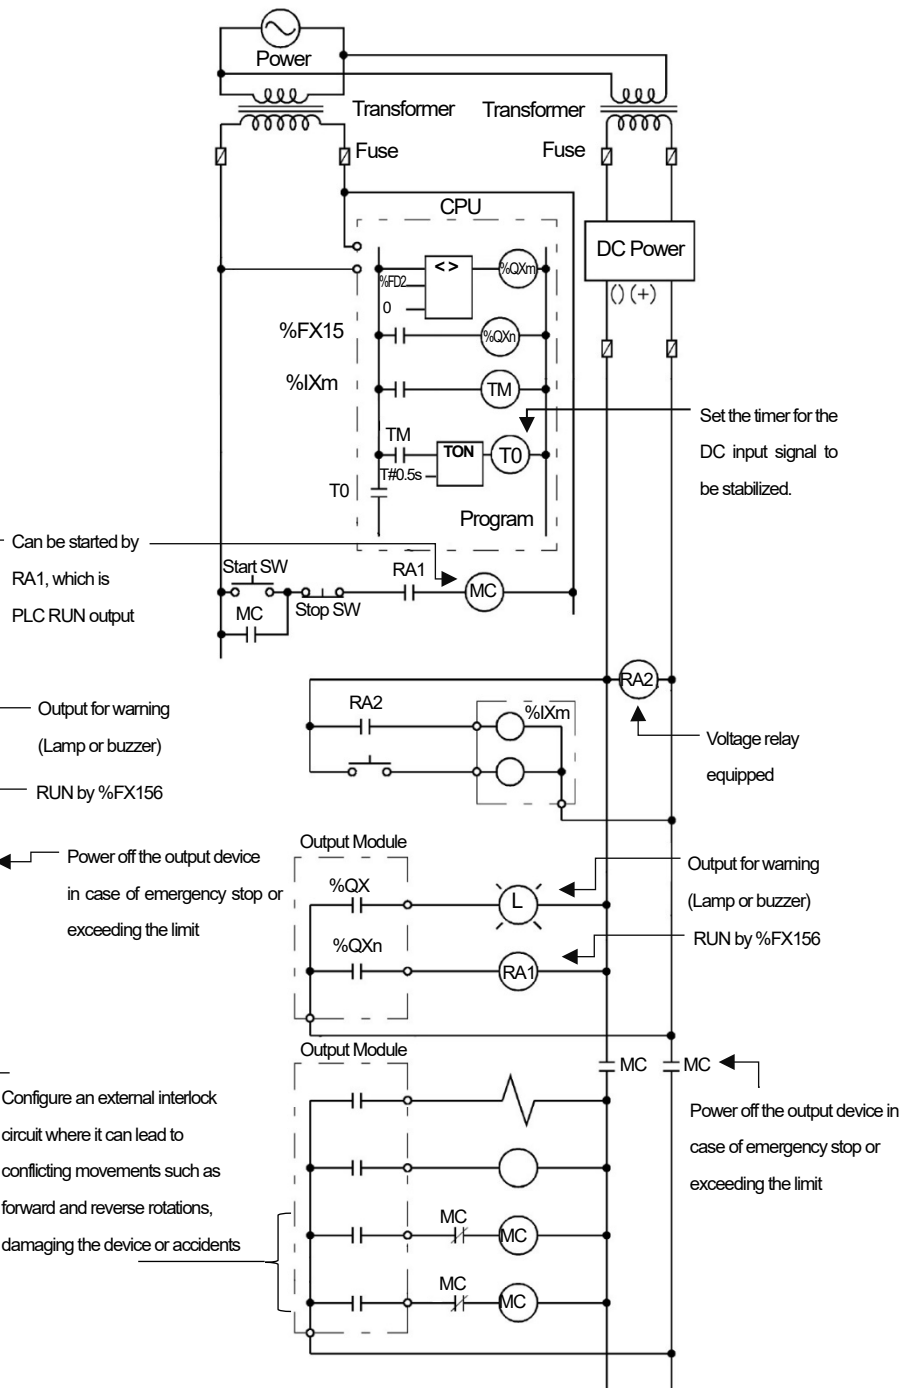 Power
Transformer
Transformer
Fuse
Fuse
CPU
DC Power
() (+)
< >
%QXm
%FD2
0
%FX15
%QXn
%IXm
TM
Set the timer for the
DC input signal to
be stabilized.
TM
TON
T0
T#0.5s
T0
Program
Can be started by
RA1, which is
PLC RUN output
Start SW
RA1
MC
Stop SW
MC
RA2
Output for warning
(Lamp or buzzer)
RUN by %FX156
RA2
%IXm
Voltage relay
equipped
Power off the output device
in case of emergency stop or
exceeding the limit
Output Module
%QX
L
Output for warning
(Lamp or buzzer)
%QXn
RA1
RUN by %FX156
Output Module
MC
MC
Power off the output device in
case of emergency stop or
exceeding the limit
Configure an external interlock
circuit where it can lead to
conflicting movements such as
forward and reverse rotations,
damaging the device or accidents
MC
MC
MC
MC